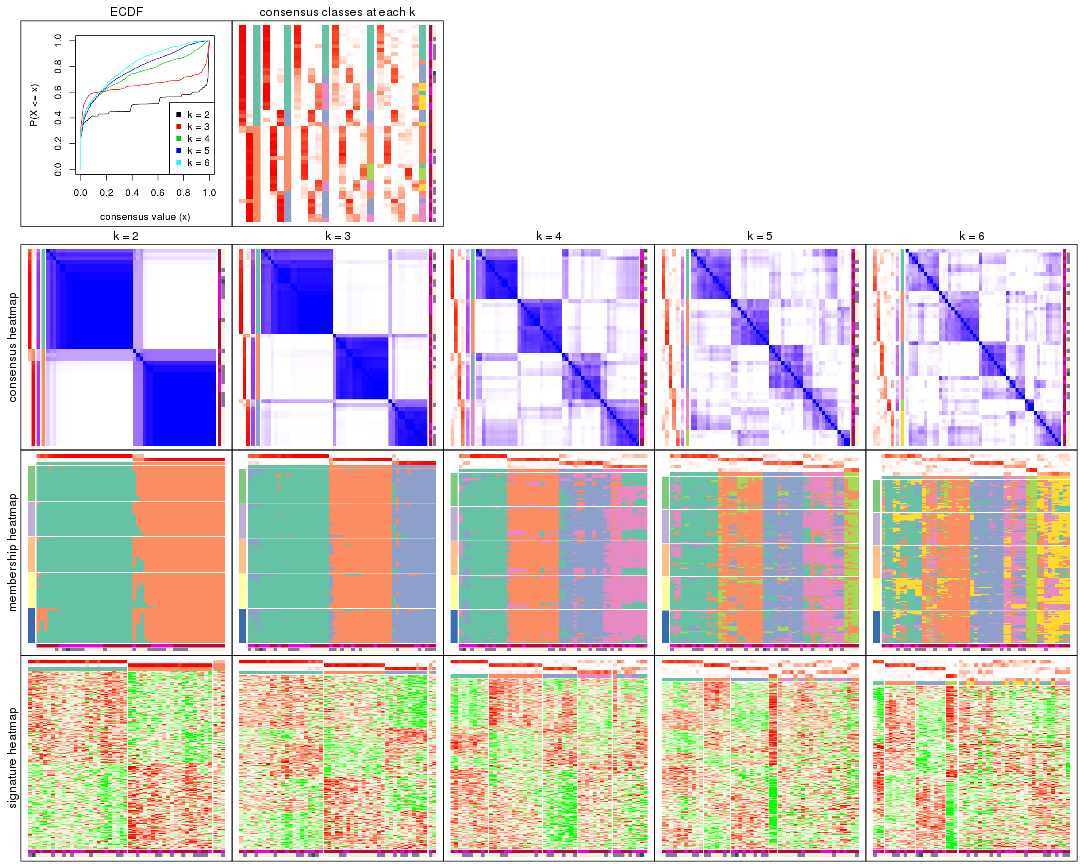 ECDF
consensus classes at each k
P(X <= x)
0.0 0.2 0.4 0.6 0.8 1.0
k = 2
k = 3
k = 4
k = 5
k = 6
0.0 0.2 0.4 0.6 0.8 1.0
consensus value (x)
k = 2
k = 3
k = 4
k = 5
k = 6
consensus heatmap
membership heatmap
signature heatmap